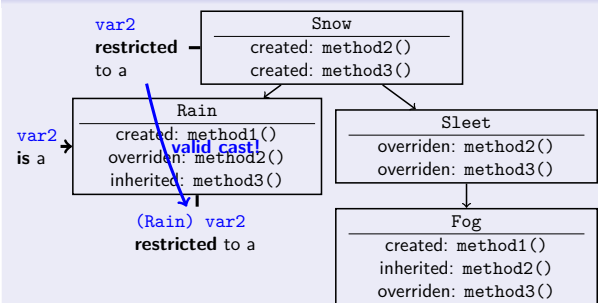 var2
restricted
to a
Snow
created: method2()
created: method3()
Rain
created: method1()
overriden: method2()
inherited: method3()
valid cast!
var2
is a
Sleet
overriden: method2()
overriden: method3()
(Rain) var2
restricted to a
Fog
created: method1()
inherited: method2()
overriden: method3()